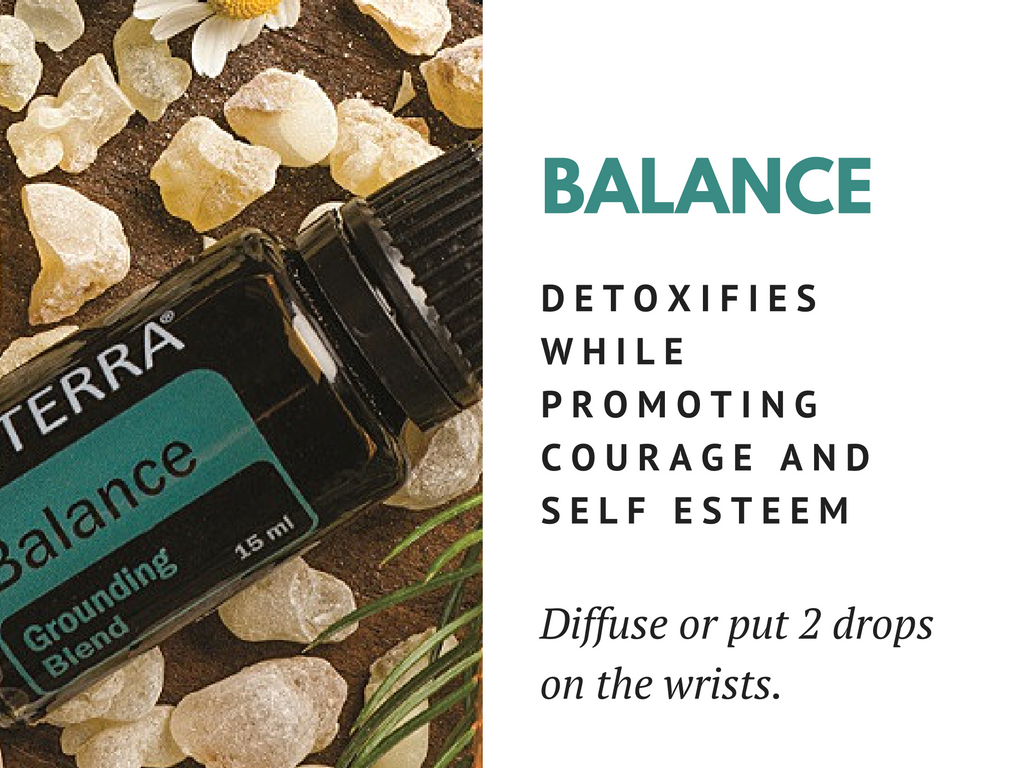 TERRA®
Balance
Grounding
Blend
15 ml
BALANCE
DETOXIFIES
WHILE
PROMOTING
COURAGE AND
SELF ESTEEM
Diffuse or put 2 drops
on the wrists.